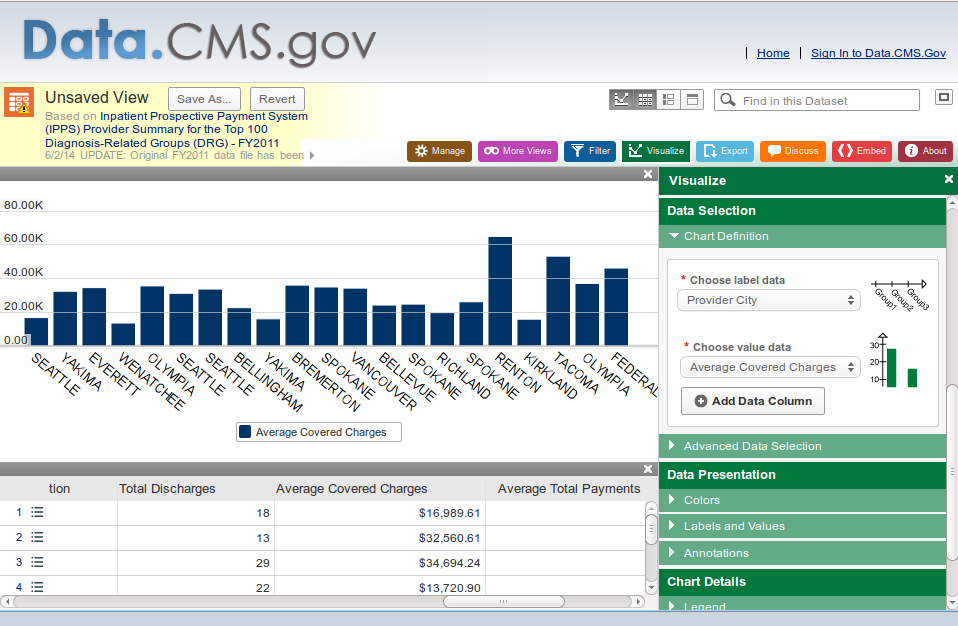 Data.CMS.gov
Home
Sign In to Data.CMS.Gov
Unsaved View
Save As...
Revert
Based on Inpatient Prospective Payment System
(IPPS) Provider Summary for the Top 100
Diagnosis-Related Groups (DRG) - FY2011
6/2/14 UPDATE: Original FY2011 data file has been
Find in this Dataset
Manage
More Views
Filter
Visualize
Export
Discuss
Embed
About
80.00K
60.00K
40.00K
20.00K
0.00
SEATTLE
YAKIMA
EVERETT
WENATCHEE
OLYMPIA
SEATTLE
SEATTLE
BELLINGHAM
YAKIMA
BREMERTON
SPOKANE
VANCOUVER
BELLEVUE
SPOKANE
RICHLAND
SPOKANE
RENTON
KIRKLAND
TACOMA
OLYMPIA
FEDERAL
Average Covered Charges
tion
Total Discharges
Average Covered Charges
Average Total Payments
1 18 $16,989.61
2 13 $32,560.61
3 29 $34,694.24
4 22 $13,720.90
Visualize
Data Selection
Chart Definition
* Choose label data
Provider City
Group1
Group2
Group3
* Choose value data
Average Covered Charges
30
20
10
Add Data Column
Advanced Data Selection
Data Presentation
Colors
Labels and Values
Annotations
Chart Details
Legend